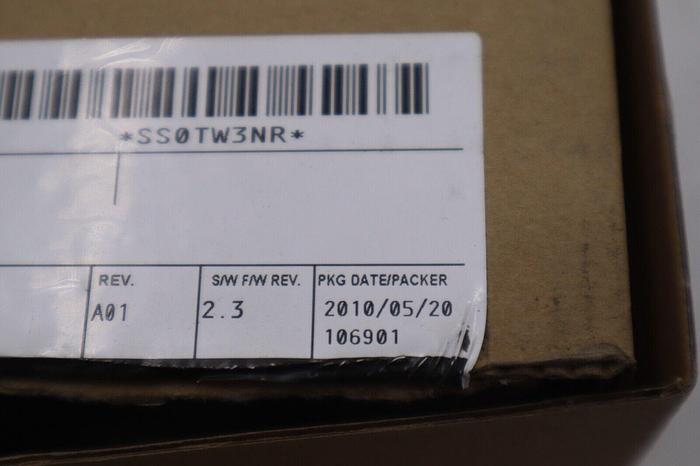 *SS0TW3NR*
REV. S/W F/W REV. PKG DATE/PACKER
A01 2.3 2010/05/20
106901